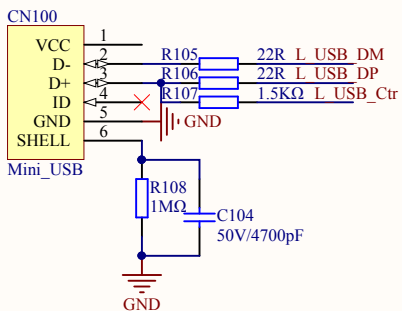 CN100
VCC 1
D- 2 R105 22R L_USB_DM
D+ 3 R106 22R L_USB_DP
ID 4 R107 1.5KΩ L_USB_Ctr
GND 5 GND
SHELL 6
Mini_USB
R108
1MΩ
C104
50V/4700pF
GND